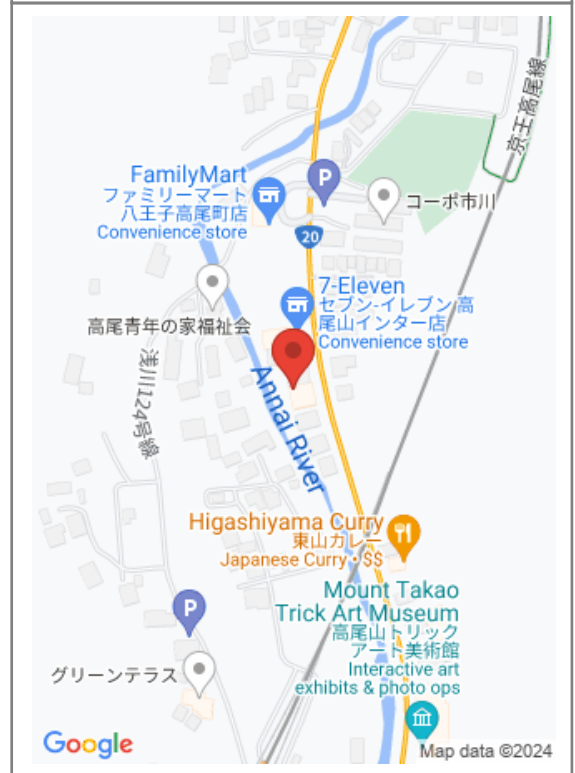 京王高尾線
FamilyMart
ファミリーマート
八王子高尾町店
Convenience store
P
コーポ市川
20
7-Eleven
セブン-イレブン 高
尾山インター店
Convenience store
高尾青年の家福祉会
浅川124号線
Annai River
Higashiyama Curry
東山カレー
Japanese Curry • $$
Mount Takao
Trick Art Museum
高尾山トリック
アート美術館
Interactive art
exhibits & photo ops
P
グリーンテラス
Google
Map data ©2024